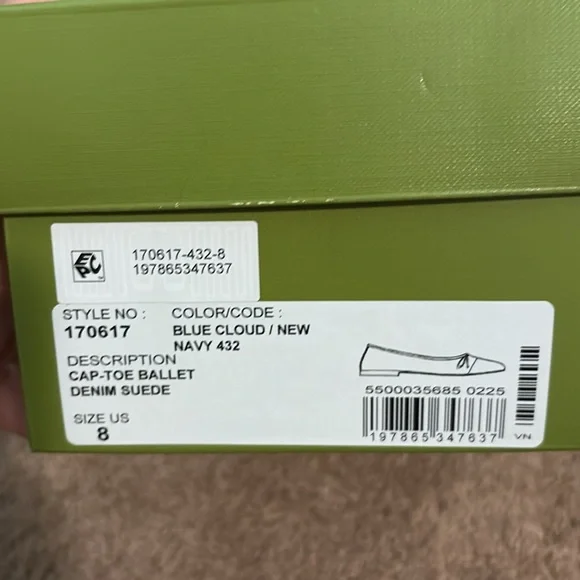 EPC
170617-432-8
197865347637
STYLE NO :
170617
COLOR/CODE :
BLUE CLOUD / NEW
NAVY 432
DESCRIPTION
CAP-TOE BALLET
DENIM SUEDE
SIZE US
8
5500035685 0225
197865 347637
VN